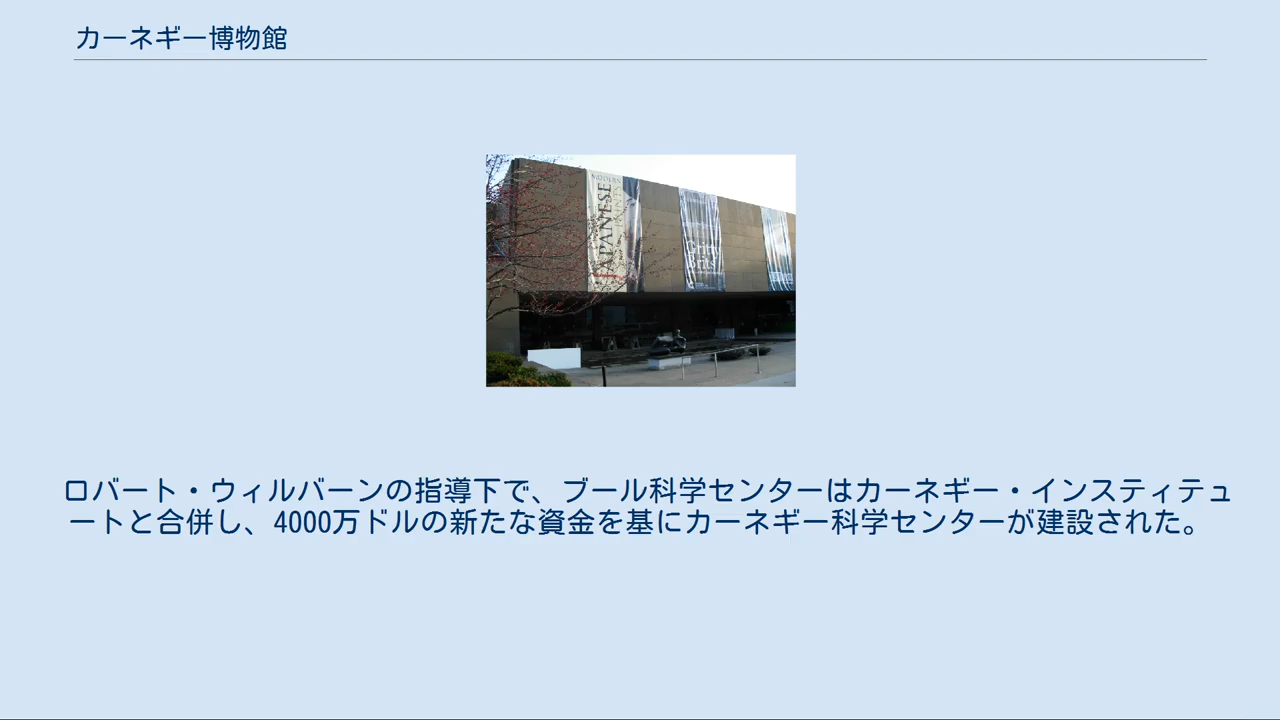 カーネギー博物館
MODERN
JAPANESE
PRINTS
Grim
Brits
ロバート・ウィルバーンの指導下で、ブール科学センターはカーネギー・インスティテュ
ートと合併し、4000万ドルの新たな資金を基にカーネギー科学センターが建設された。